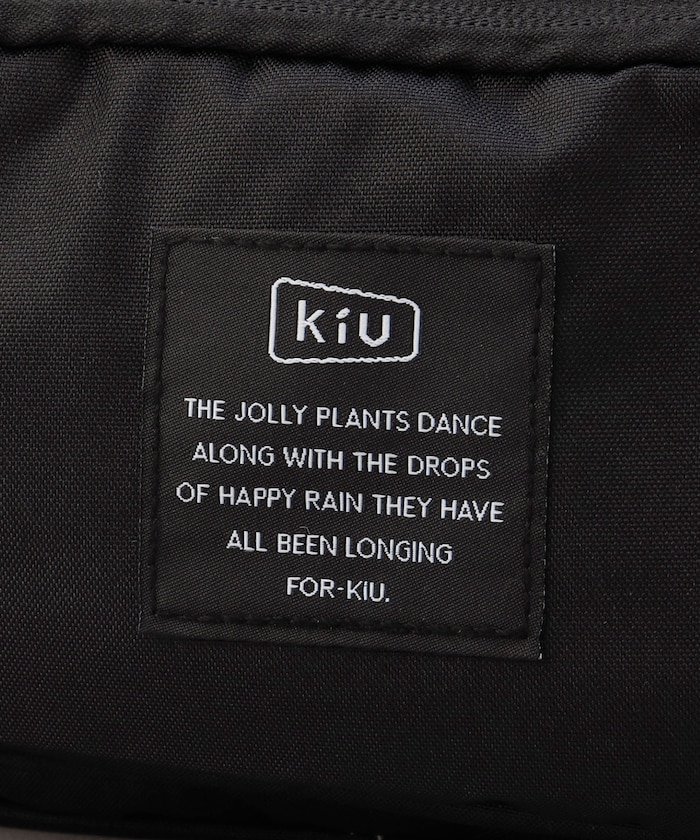 KiU
THE JOLLY PLANTS DANCE
ALONG WITH THE DROPS
OF HAPPY RAIN THEY HAVE
ALL BEEN LONGING
FOR-KiU.